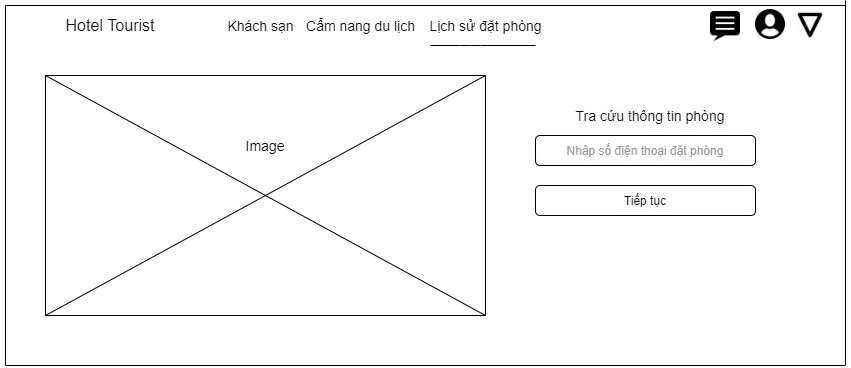 Hotel Tourist
Khách sạn Cẩm nang du lịch Lịch sử đặt phòng
Image
Tra cứu thông tin phòng
Nhập số điện thoại đặt phòng
Tiếp tục